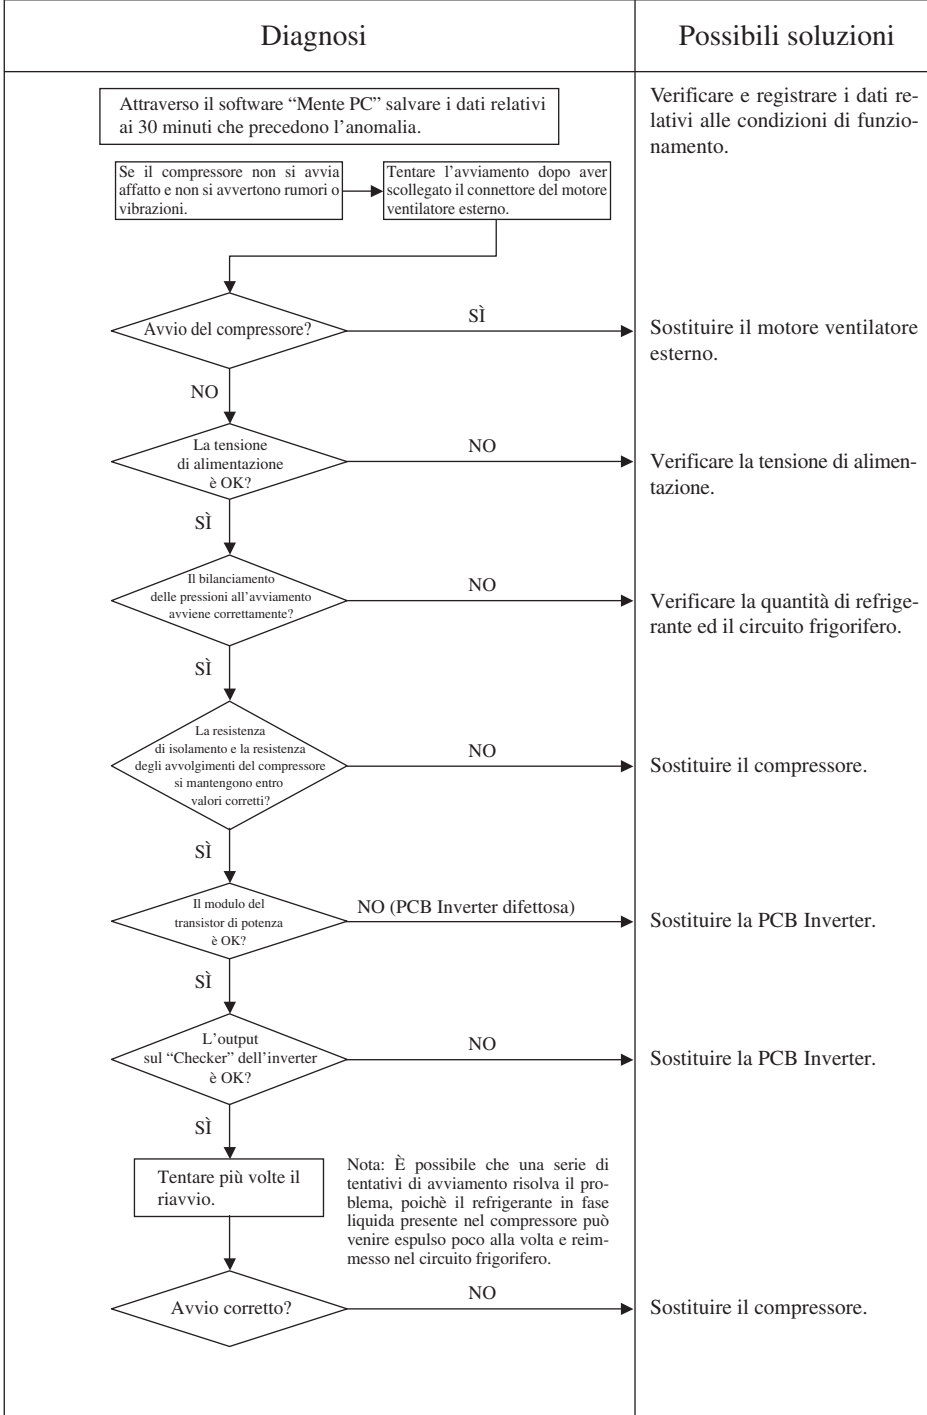 Diagnosi
Possibili soluzioni
Attraverso il software “Mente PC” salvare i dati relativi
ai 30 minuti che precedono l’anomalia.
Verificare e registrare i dati re-
lativi alle condizioni di funzio-
namento.
Se il compressore non si avvia
affatto e non si avvertono rumori o
vibrazioni.
Tentare l’avviamento dopo aver
scollegato il connettore del motore
ventilatore esterno.
Avvio del compressore?
SÌ
Sostituire il motore ventilatore
esterno.
NO
La tensione
di alimentazione
è OK?
NO
Verificare la tensione di alimen-
tazione.
SÌ
Il bilanciamento
delle pressioni all’avviamento
avviene correttamente?
NO
Verificare la quantità di refrige-
rante ed il circuito frigorifero.
SÌ
La resistenza
di isolamento e la resistenza
degli avvolgimenti del compressore
si mantengono entro
valori corretti?
NO
Sostituire il compressore.
SÌ
Il modulo del
transistor di potenza
è OK?
NO (PCB Inverter difettosa)
Sostituire la PCB Inverter.
SÌ
L’output
sul “Checker” dell’inverter
è OK?
NO
Sostituire la PCB Inverter.
SÌ
Tentare più volte il
riavvio.
Nota: È possibile che una serie di
tentativi di avviamento risolva il pro-
blema, poichè il refrigerante in fase
liquida presente nel compressore può
venire espulso poco alla volta e reim-
messo nel circuito frigorifero.
Avvio corretto?
NO
Sostituire il compressore.